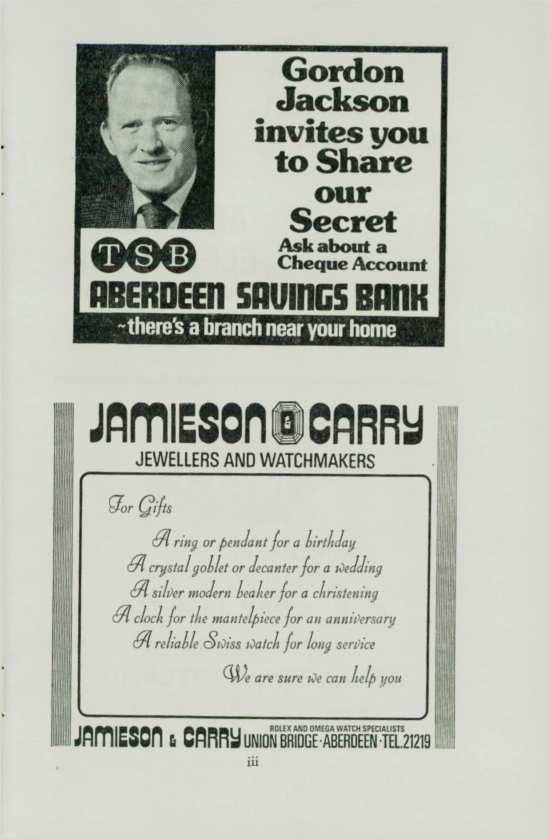 Gordon
Jackson
invites you
to Share
our
Secret
Ask about a
Cheque Account
TSB
ABERDEEN SAVINGS BANK
~there's a branch near your home
JAMIESON & CARRY
JEWELLERS AND WATCHMAKERS
For Gifts
A ring or pendant for a birthday
A crystal goblet or decanter for a wedding
A silver modern beaker for a christening
A clock for the mantelpiece for an anniversary
A reliable Swiss watch for long service
We are sure we can help you
JAMIESON & CARRY
ROLEX AND OMEGA WATCH SPECIALISTS
UNION BRIDGE · ABERDEEN · TEL.21219
iii